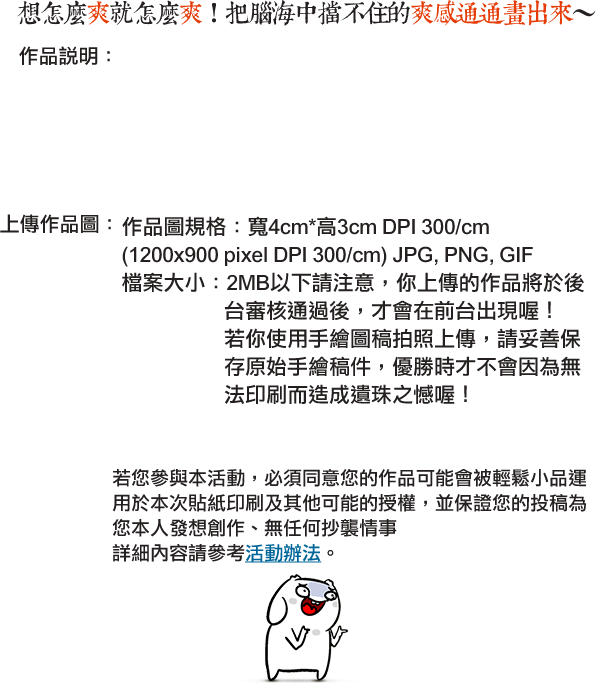 想怎麼爽就怎麼爽！把腦海中擋不住的爽感通通畫出來～
作品說明：
上傳作品圖：
作品圖規格：寬4cm*高3cm DPI 300/cm
(1200x900 pixel DPI 300/cm) JPG, PNG, GIF
檔案大小：2MB以下請注意，你上傳的作品將於後
台審核通過後，才會在前台出現喔！
若你使用手繪圖稿拍照上傳，請妥善保
存原始手繪稿件，優勝時才不會因為無
法印刷而造成遺珠之憾喔！
若您參與本活動，必須同意您的作品可能會被輕鬆小品運
用於本次貼紙印刷及其他可能的授權，並保證您的投稿為
您本人發想創作、無任何抄襲情事
詳細內容請參考活動辦法。